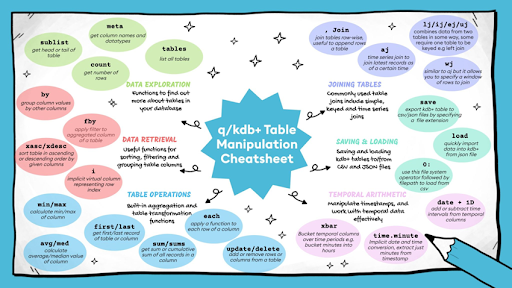 meta
get column names
and datatypes
sublist
get head or tail of
table
tables
list all tables
count
get number of
rows
DATA EXPLORATION
Functions to find out
more about tables in
your database
by
group column values
by other columns
fby
apply filter to
aggregated column of a
table
xasc/xdesc
sort table in ascending
or descending order by
given columns
i
implicit virtual column
representing row
index
DATA RETRIEVAL
Useful functions for
sorting, filtering and
grouping table columns
q/kdb+ Table
Manipulation
Cheatsheet
TABLE OPERATIONS
Built-in aggregation and
table transformation
functions
min/max
calculate min/max of
column
first/last
get first/last record
of table or column
each
apply a function to
each row of a column
avg/med
calculate
average/median value
of column
sum/sums
get sum or cumulative
sum of all records in a
column
update/delete
add or remove rows or
columns from a table
, Join
join tables row-wise,
useful to append rows to
a table
lj/ij/ej/uj
combines data from two
tables in some way, some
require one table to be
keyed e.g left join
aj
time series join to
join latest records as
of a certain time
wj
similar to aj but it allows
you to specify a window
of rows to join
JOINING TABLES
Commonly used table
joins include simple,
keyed and time series
joins
save
export kdb+ table to
csv/json files by specifying
a file extension
load
quickly import
data into kdb+
from json file
0:
use this file system
operator followed by
filepath to load from
csv
SAVING & LOADING
Saving and loading
kdb+ tables to/from
CSV and JSON files
TEMPORAL ARITHMETIC
manipulate timestamps, and
work with temporal data
effectively
date + 1D
add or subtract time
intervals from temporal
columns
xbar
Bucket temporal columns
over time periods e.g.
bucket minutes into
hours
time.minute
Implicit date and time
conversion, extract just
minutes from
timestamp